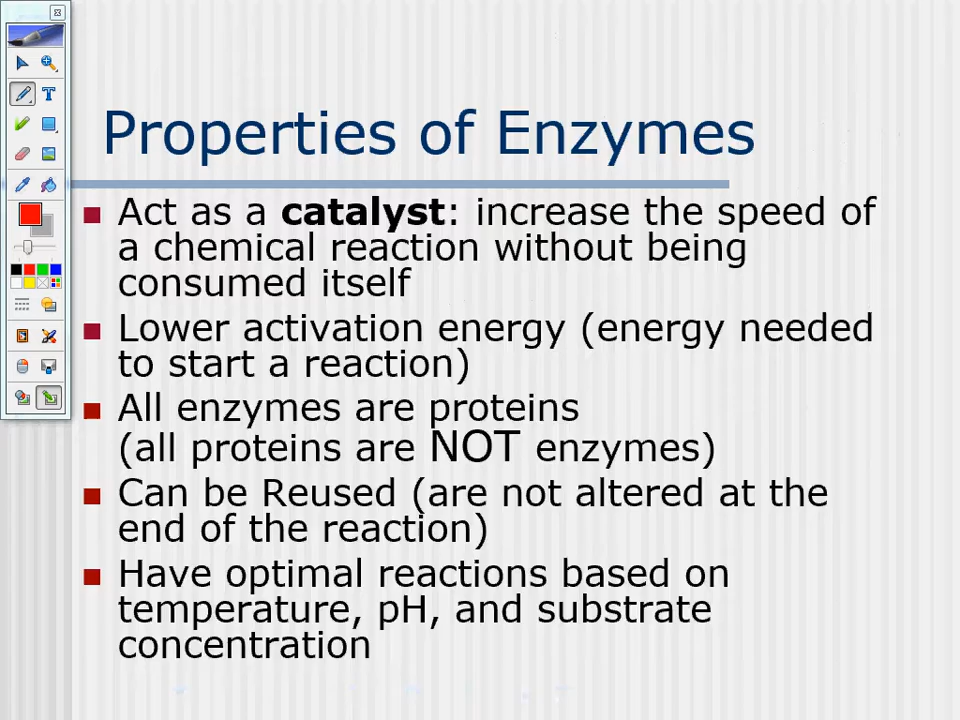 Properties of Enzymes
Act as a catalyst: increase the speed of
a chemical reaction without being
consumed itself
Lower activation energy (energy needed
to start a reaction)
All enzymes are proteins
(all proteins are NOT enzymes)
Can be Reused (are not altered at the
end of the reaction)
Have optimal reactions based on
temperature, pH, and substrate
concentration